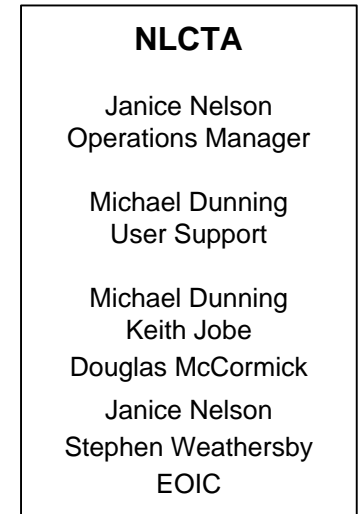 NLCTA
Janice Nelson
Operations Manager
Michael Dunning
User Support
Michael Dunning
Keith Jobe
Douglas McCormick
Janice Nelson
Stephen Weathersby
EOIC